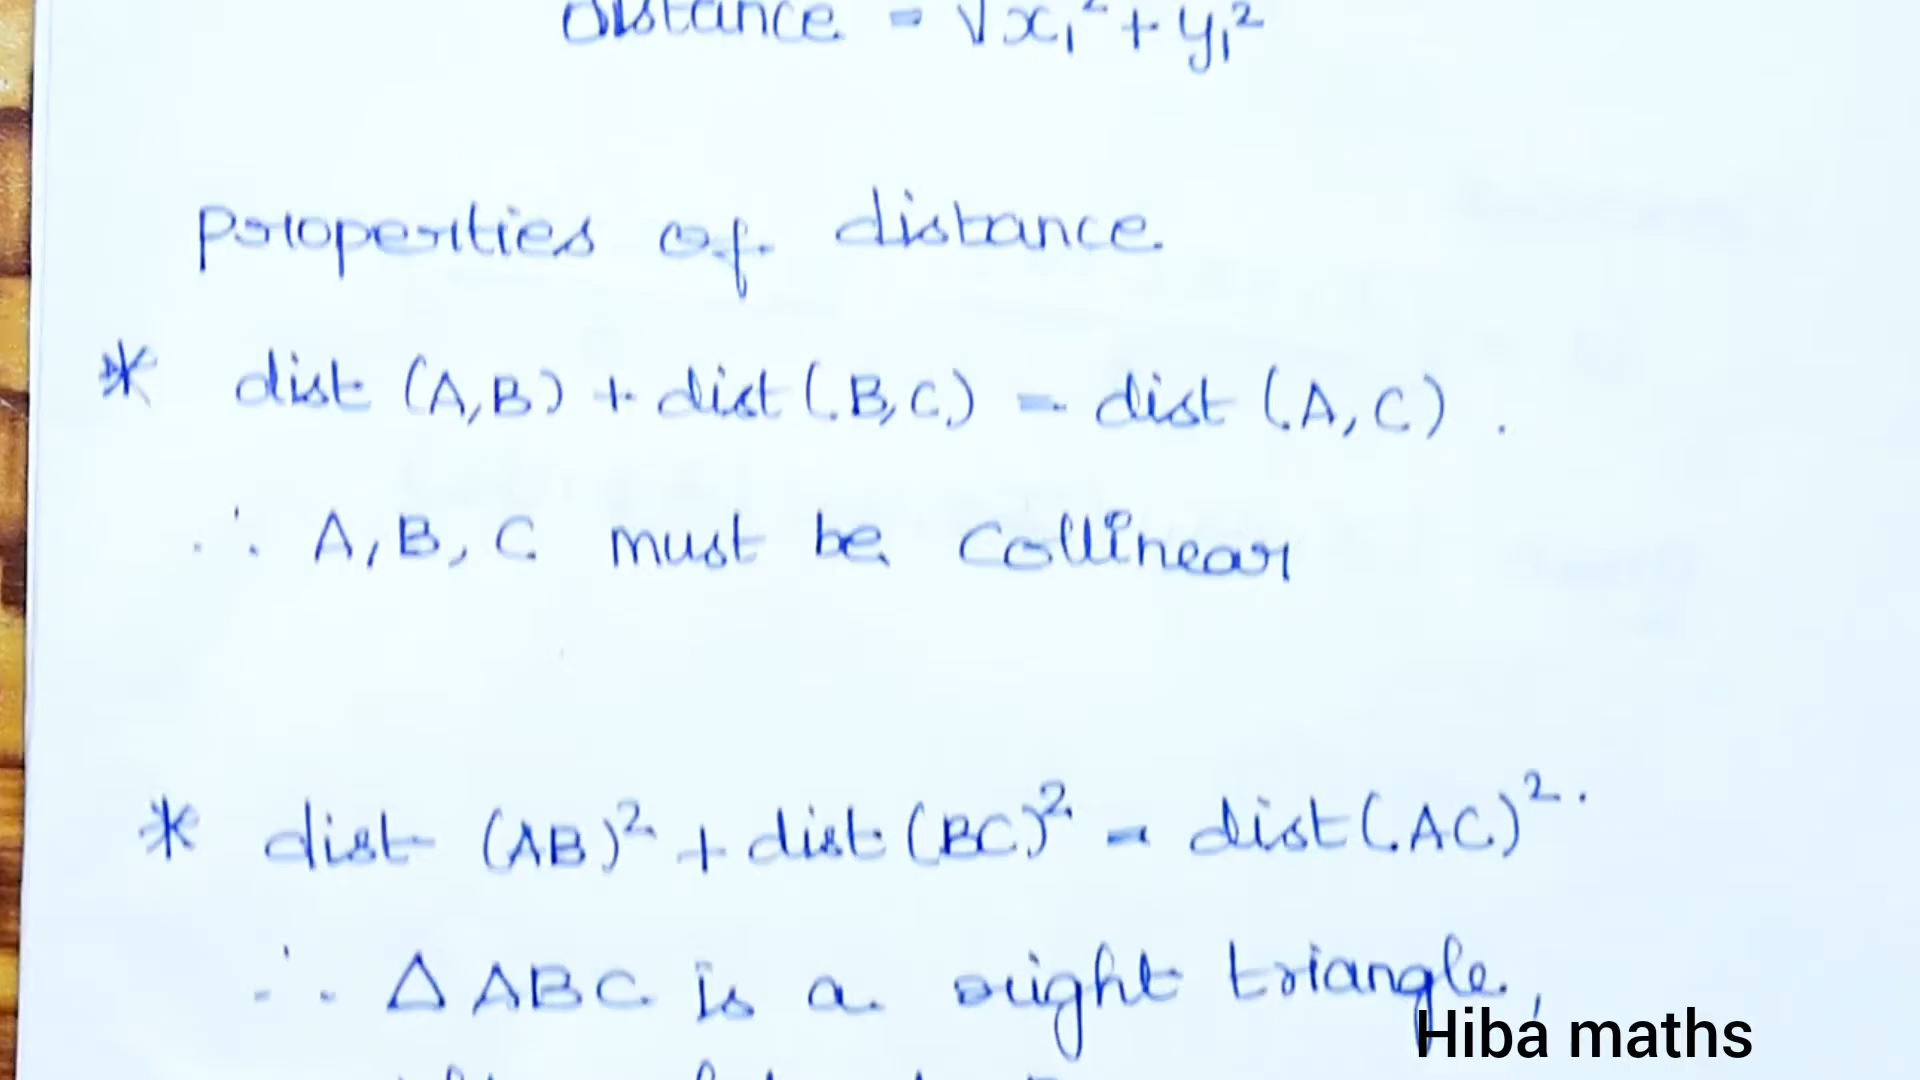 distance = √x₁² + y₁²
Properties of distance
* dist (A,B) + dist (B,C) = dist (A,C).
∴ A, B, C must be collinear
* dist (AB)² + dist (BC)² = dist (AC)².
∴ △ ABC is a right triangle,
Hiba maths